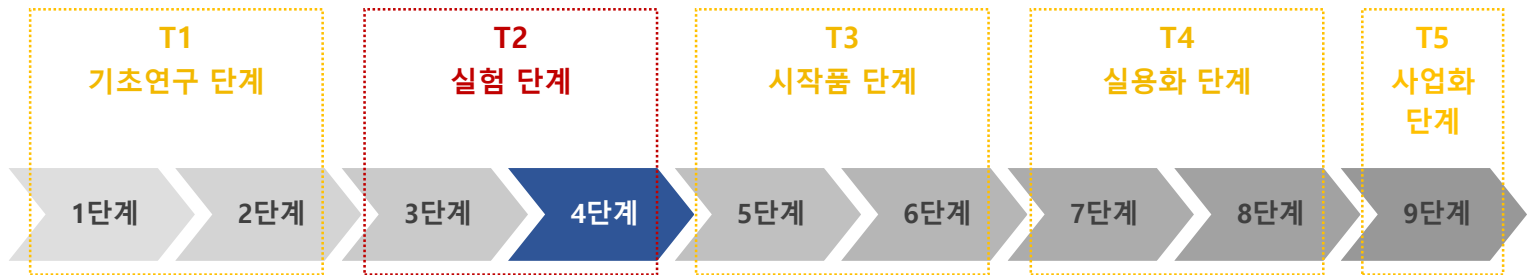 T1
기초연구 단계
T2
실험 단계
T3
시작품 단계
T4
실용화 단계
T5
사업화
단계
1단계
2단계
3단계
4단계
5단계
6단계
7단계
8단계
9단계